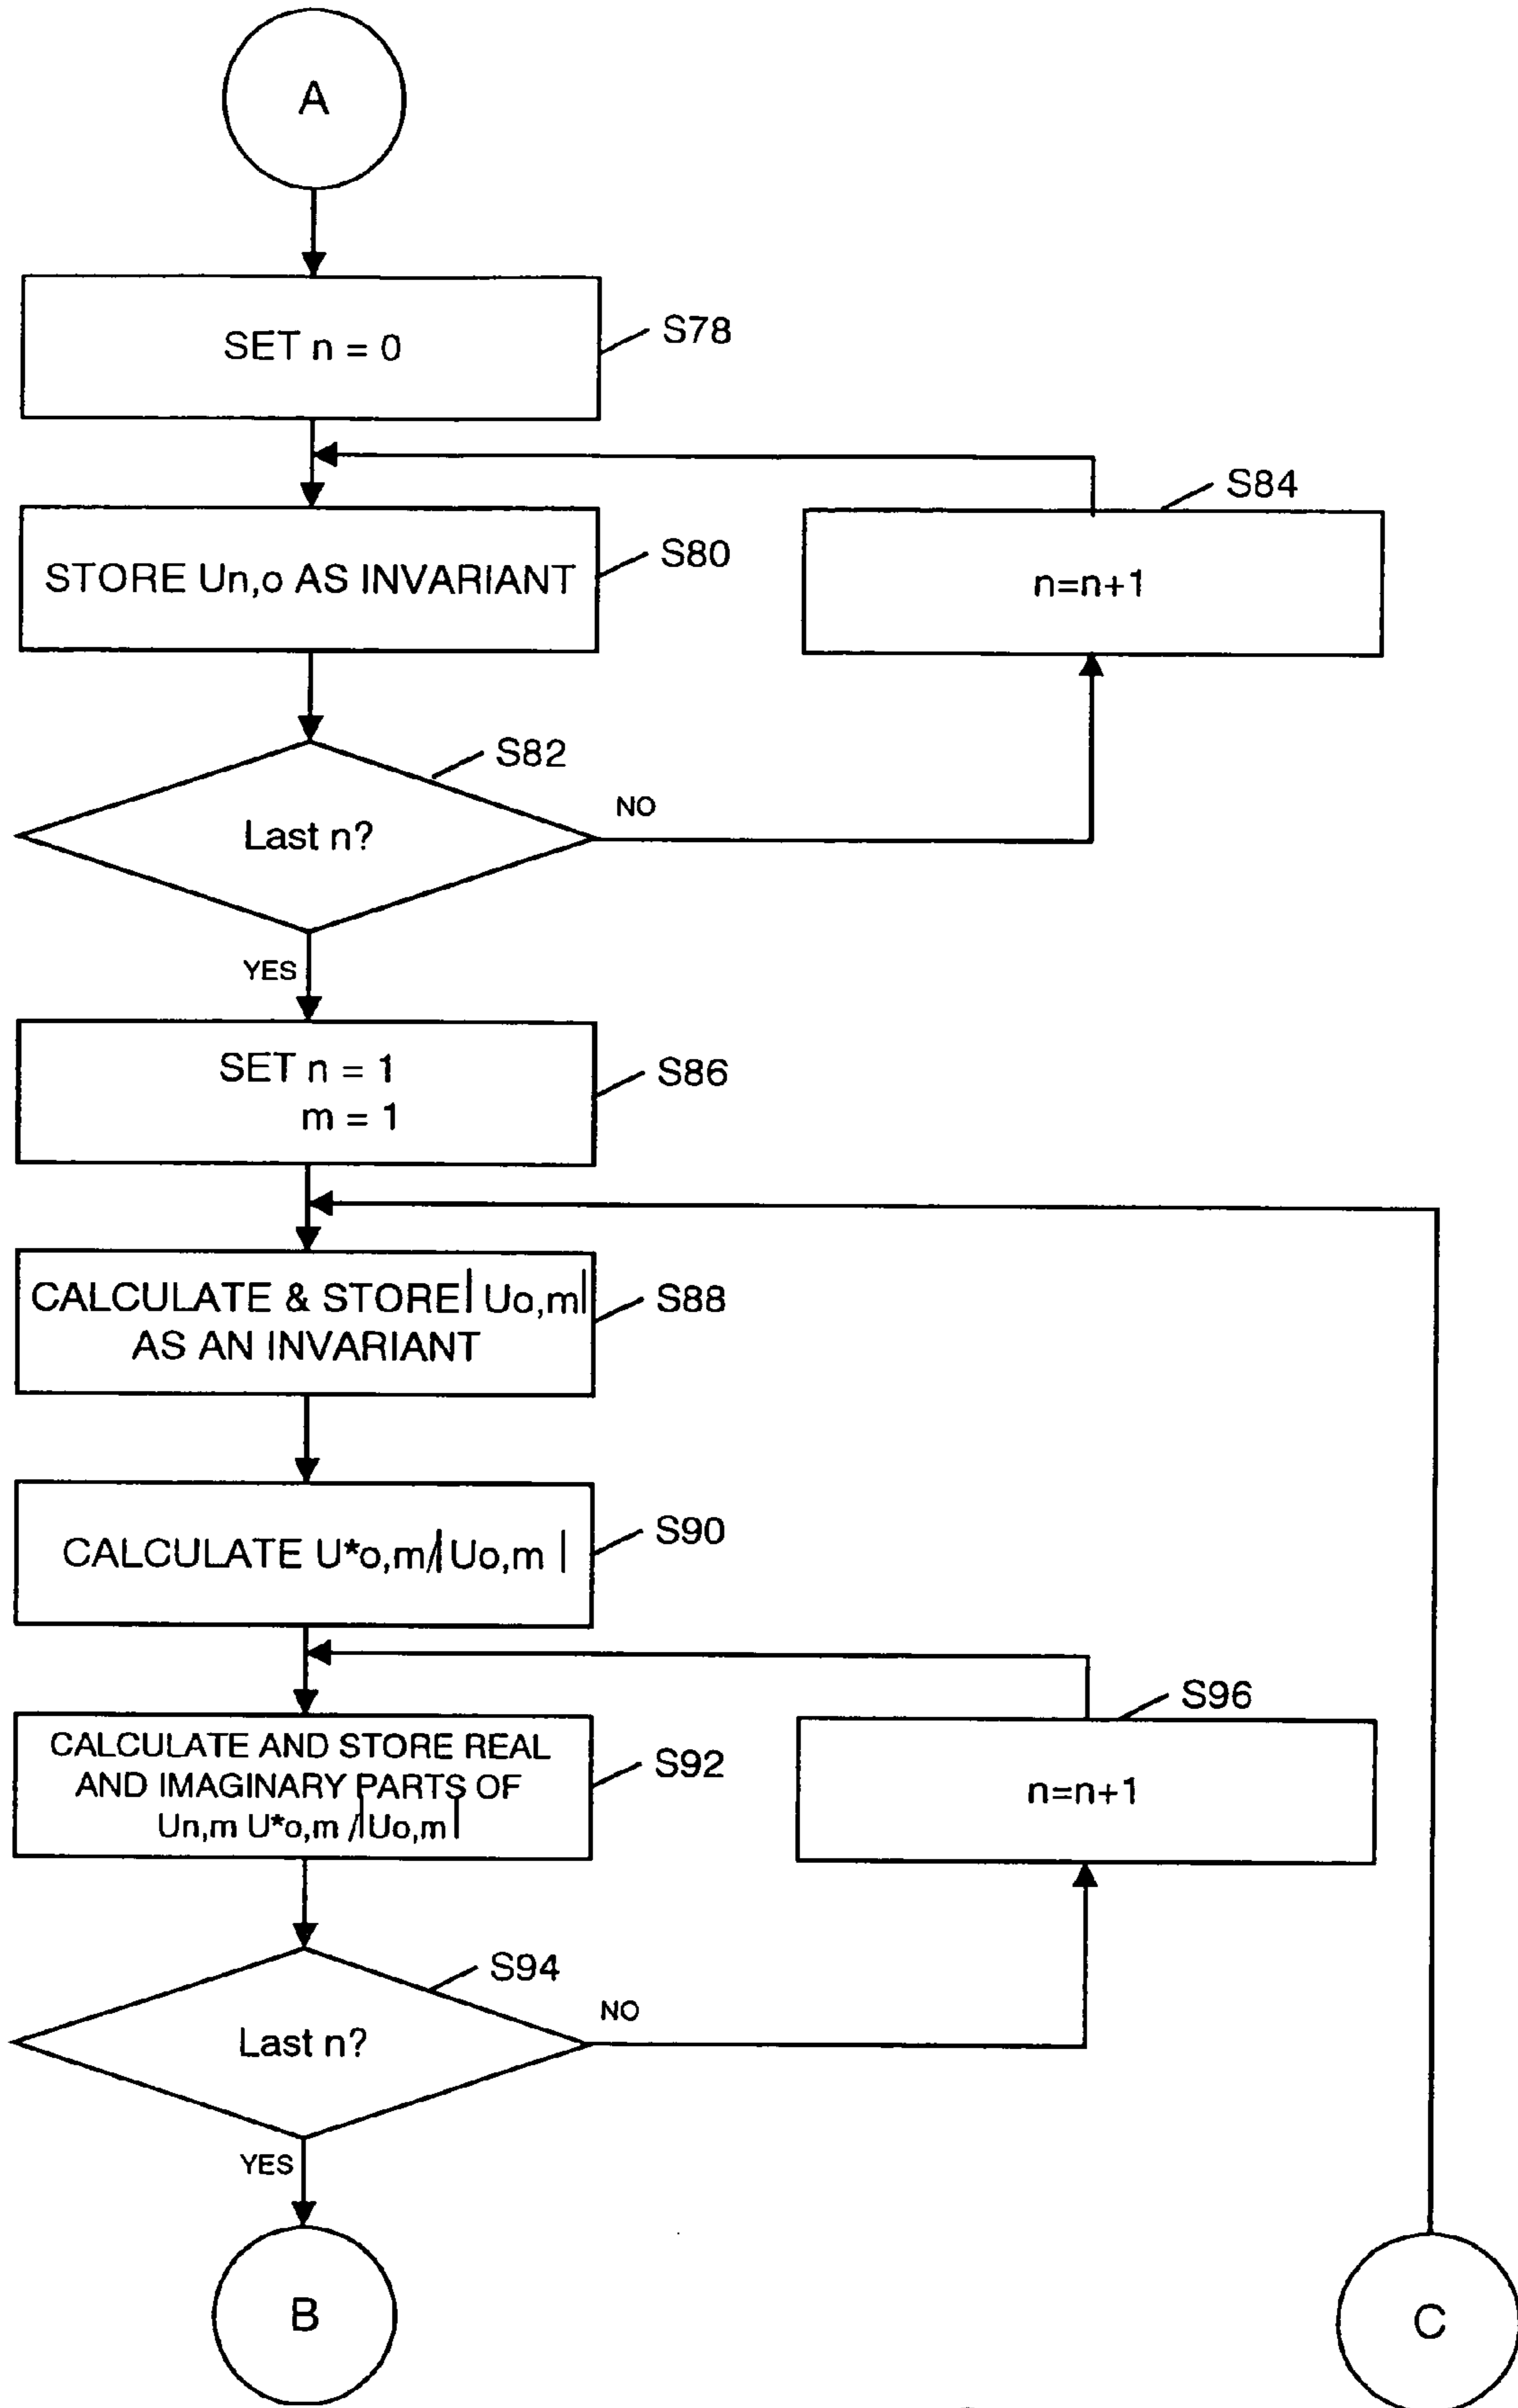 A
SET n = 0
S78
S84
STORE Un,o AS INVARIANT
S80
n=n+1
S82
Last n?
NO
YES
SET n = 1
m = 1
S86
CALCULATE & STORE| Uo,m|
AS AN INVARIANT
S88
CALCULATE U*o,m/|Uo,m |
S90
S96
CALCULATE AND STORE REAL
AND IMAGINARY PARTS OF
Un,m U*o,m /|Uo,m|
S92
n=n+1
S94
Last n?
NO
YES
B
C